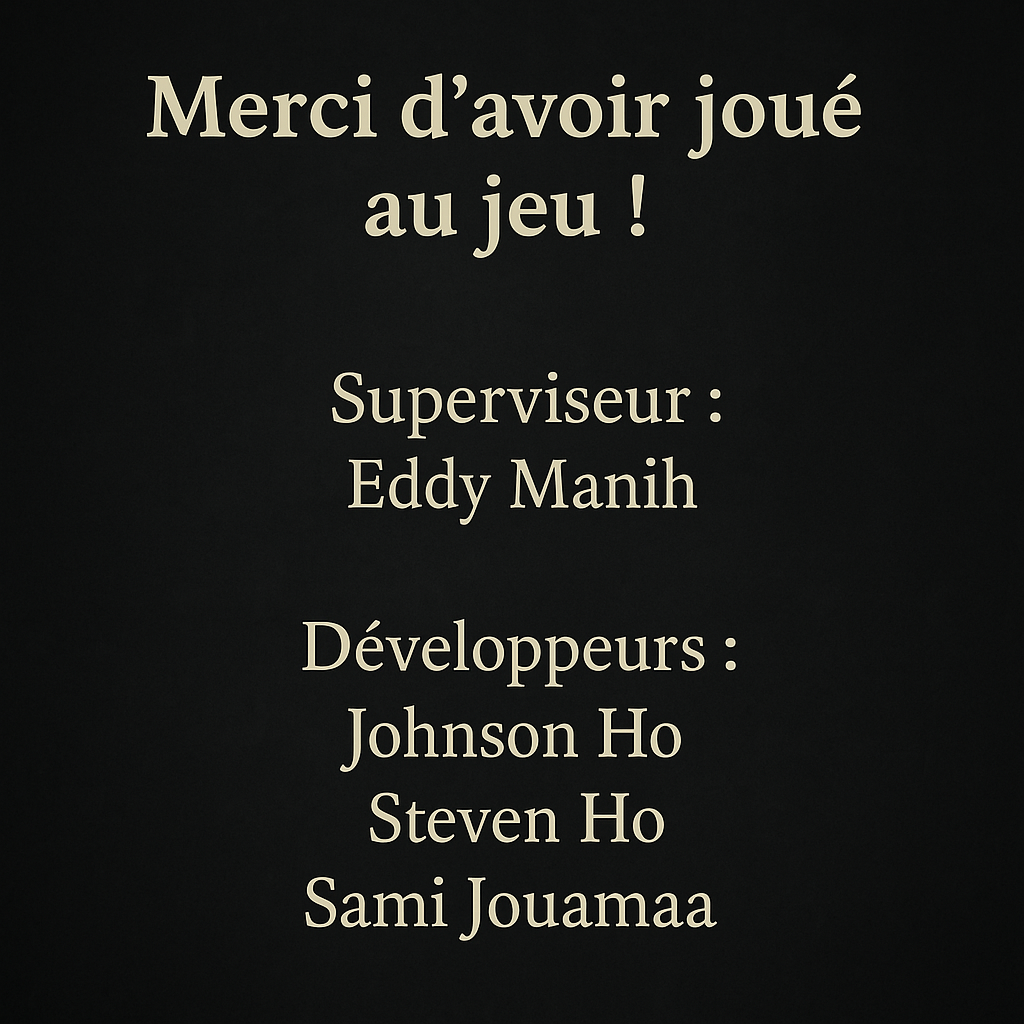 Merci d’avoir joué
au jeu !
Superviseur :
Eddy Manih
Développeurs :
Johnson Ho
Steven Ho
Sami Jouamaa